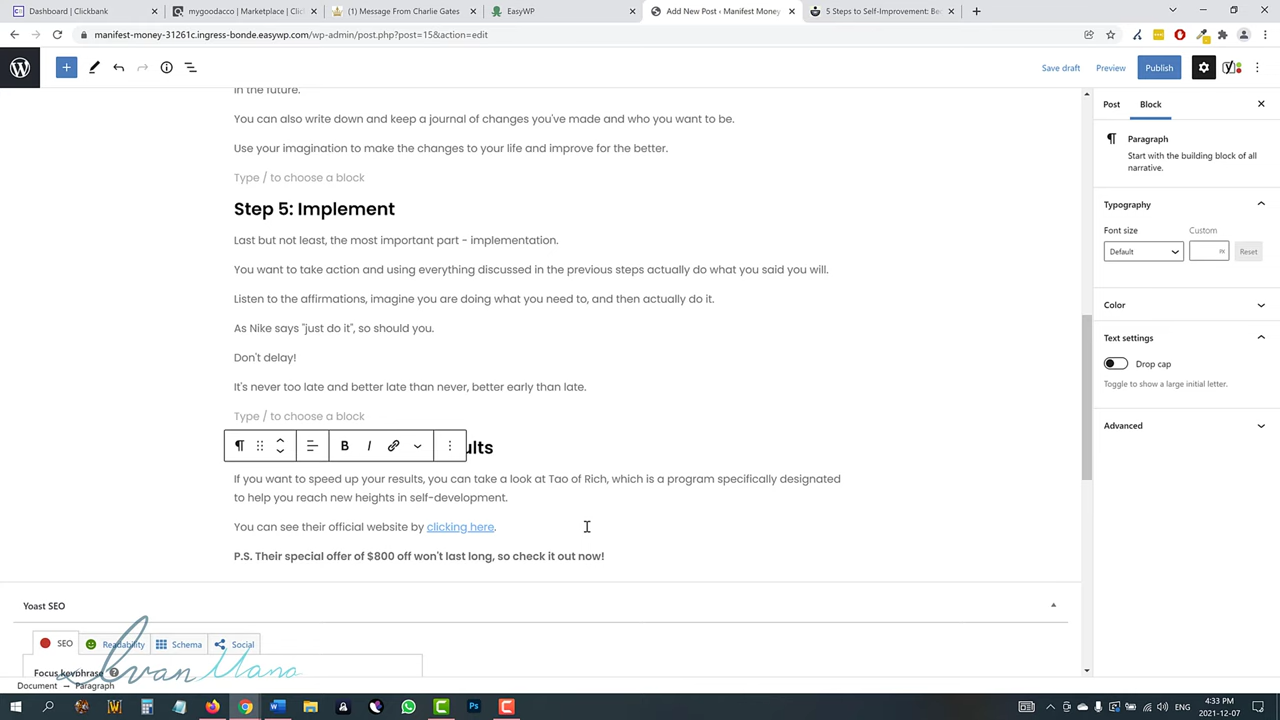 Dashboard | Clickbank
mygoodacco | Marketplace | Clic
(1) Message From Charlie Gates
EasyWP
Add New Post ‹ Manifest Money
5 Steps to Self-Improvement: Be
manifest-money-31261c.ingress-bonde.easywp.com/wp-admin/post.php?post=15&action=edit
Save draft
Preview
Publish
in the future.
You can also write down and keep a journal of changes you've made and who you want to be.
Use your imagination to make the changes to your life and improve for the better.
Type / to choose a block
Step 5: Implement
Last but not least, the most important part - implementation.
You want to take action and using everything discussed in the previous steps actually do what you said you will.
Listen to the affirmations, imagine you are doing what you need to, and then actually do it.
As Nike says "just do it", so should you.
Don't delay!
It's never too late and better late than never, better early than late.
Type / to choose a block
B I
ults
If you want to speed up your results, you can take a look at Tao of Rich, which is a program specifically designated
to help you reach new heights in self-development.
You can see their official website by clicking here.
P.S. Their special offer of $800 off won't last long, so check it out now!
Post
Block
Paragraph
Start with the building block of all
narrative.
Typography
Font size
Custom
Default
PX
Reset
Color
Text settings
Drop cap
Toggle to show a large initial letter.
Advanced
Yoast SEO
SEO
Readability
Schema
Social
Focus keyphrase
Ivan Mana
Document → Paragraph
4:33 PM
2021-12-07